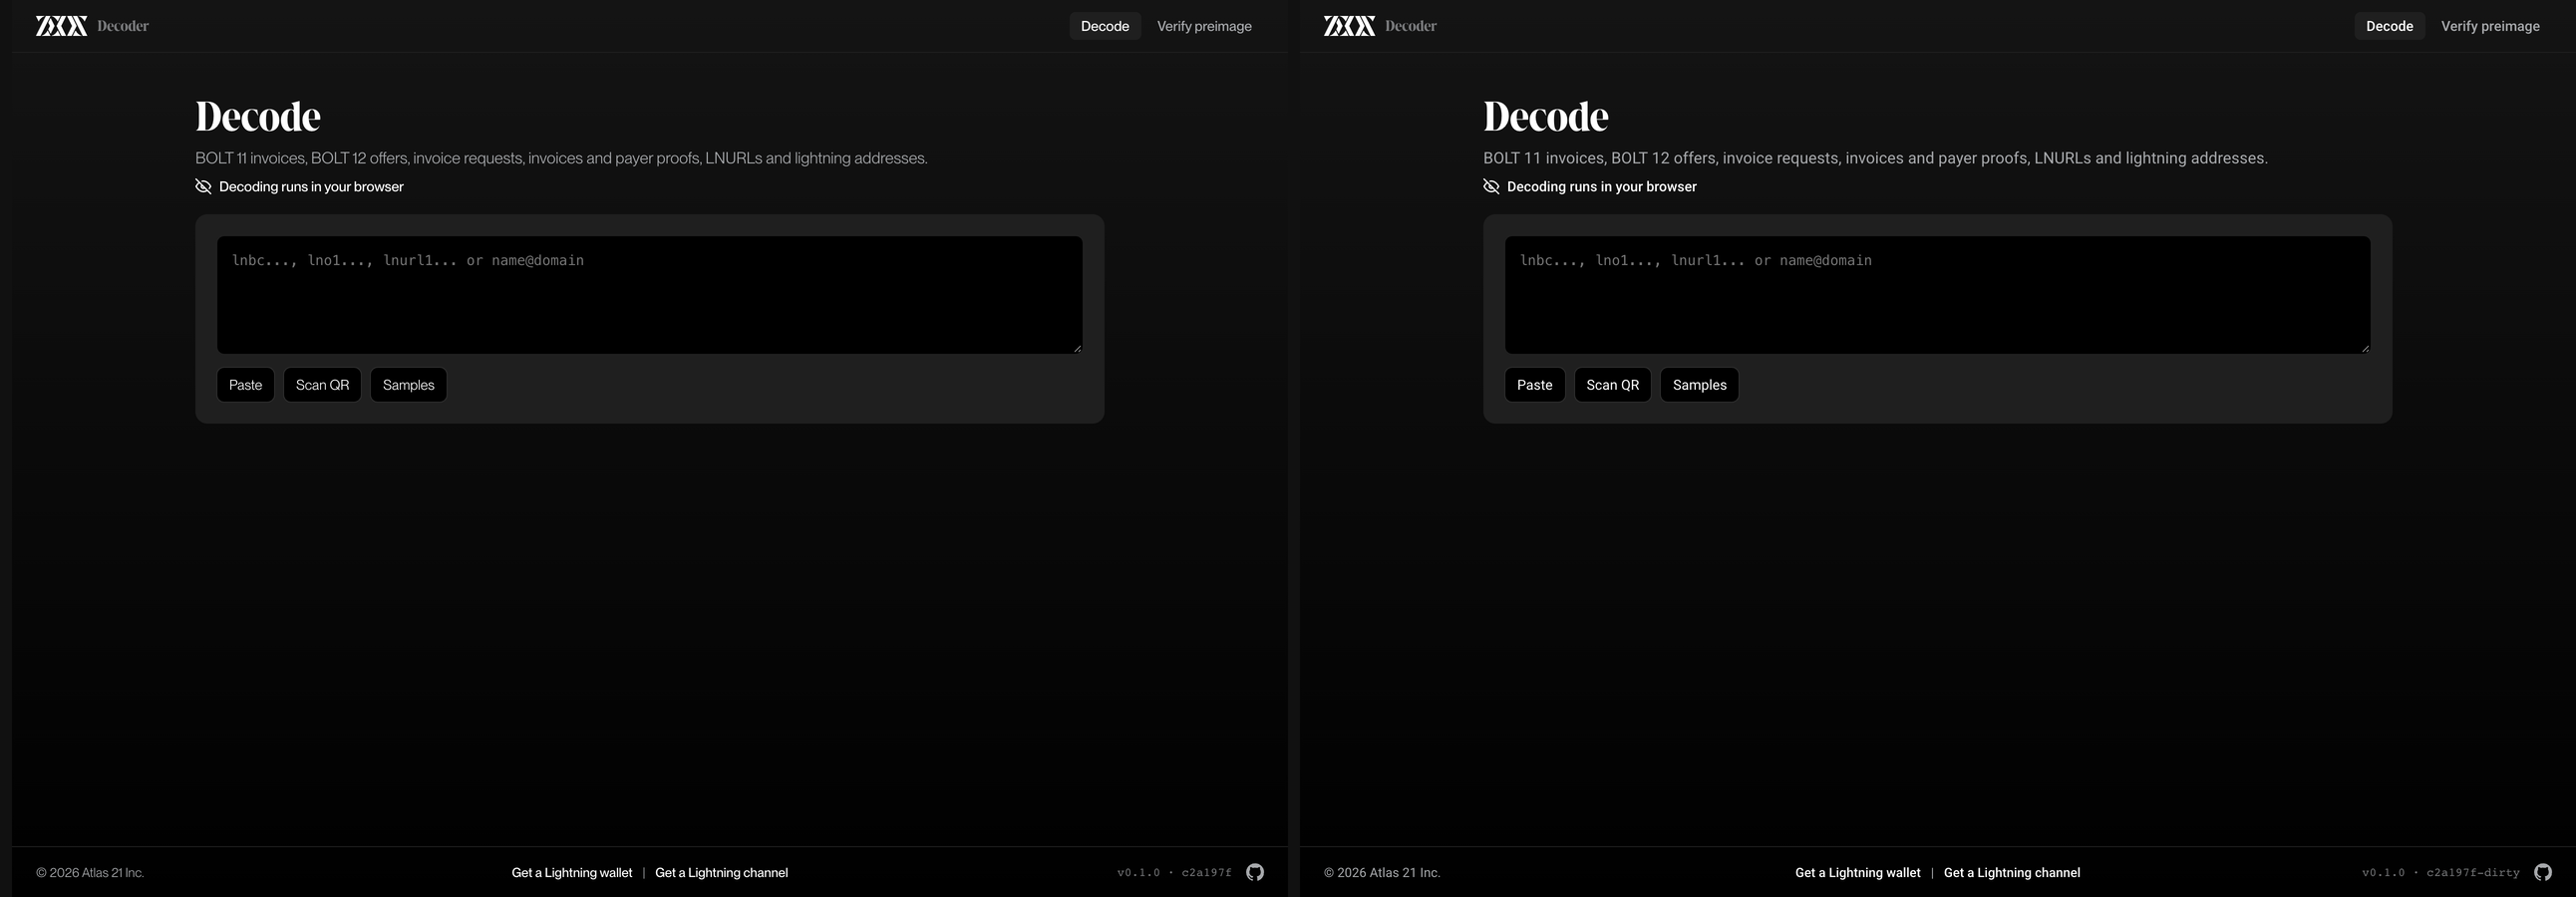 Decoder
Decode Verify preimage
Decode
BOLT 11 invoices, BOLT 12 offers, invoice requests, invoices and payer proofs, LNURLs and lightning addresses.
Decoding runs in your browser
lnbc..., lno1..., lnurl1... or name@domain
Paste Scan QR Samples
© 2026 Atlas 21 Inc. Get a Lightning wallet | Get a Lightning channel v0.1.0 · c2a197f
Decoder
Decode Verify preimage
Decode
BOLT 11 invoices, BOLT 12 offers, invoice requests, invoices and payer proofs, LNURLs and lightning addresses.
Decoding runs in your browser
lnbc..., lno1..., lnurl1... or name@domain
Paste Scan QR Samples
© 2026 Atlas 21 Inc. Get a Lightning wallet | Get a Lightning channel v0.1.0 · c2a197f-dirty